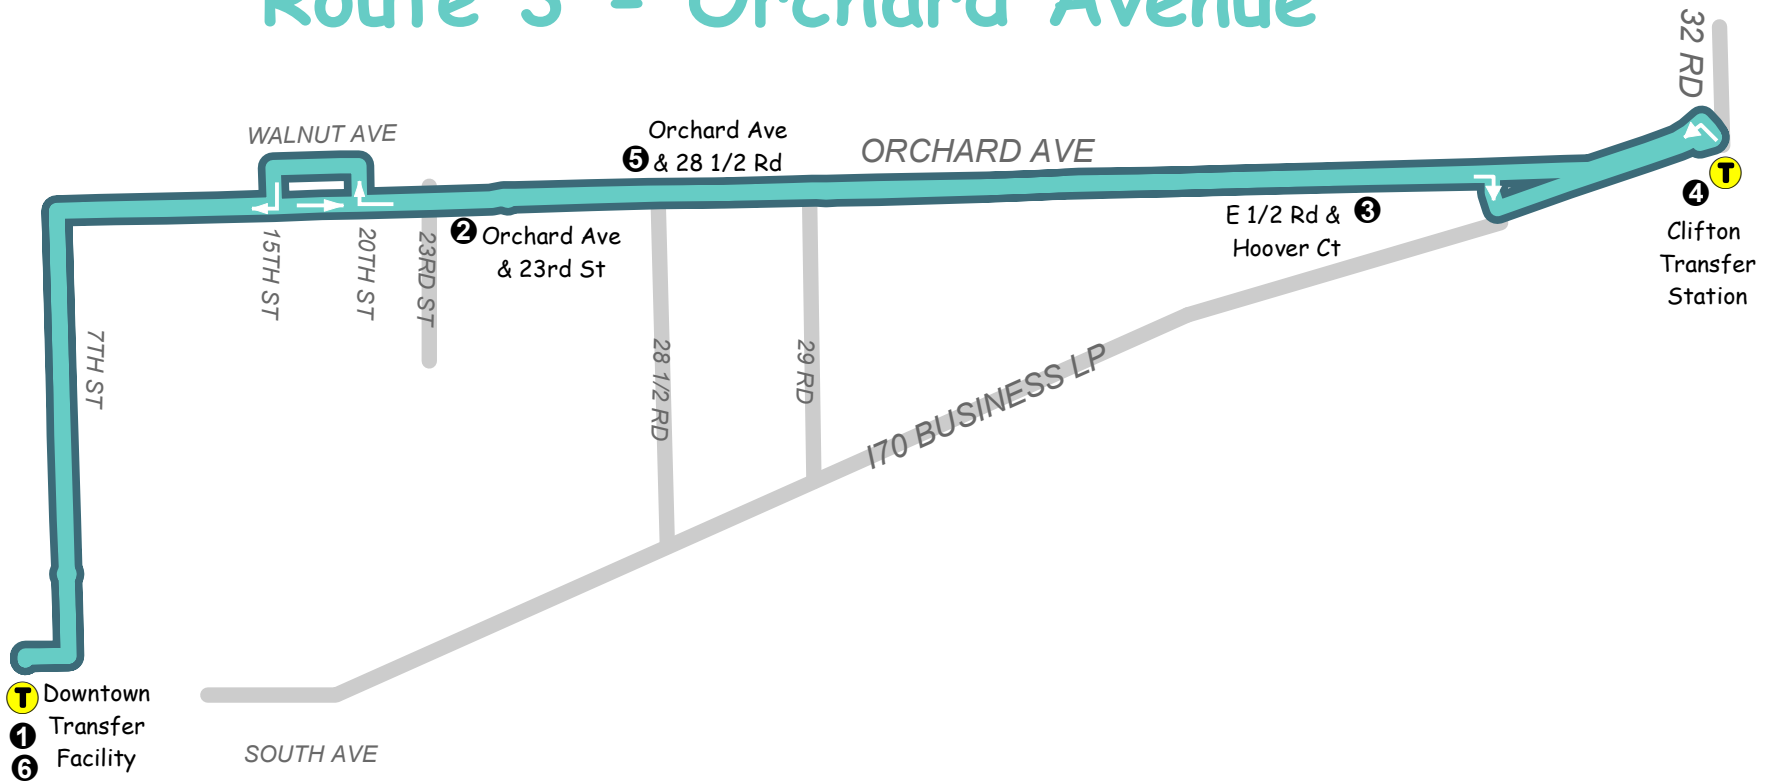 Route 3 - Orchard Avenue
32 RD
WALNUT AVE
Orchard Ave
5 & 28 1/2 Rd
ORCHARD AVE
T
4
Clifton
Transfer
Station
E 1/2 Rd & 3
Hoover Ct
2 Orchard Ave
& 23rd St
15TH ST
20TH ST
23RD ST
7TH ST
28 1/2 RD
29 RD
I70 BUSINESS LP
T Downtown
1 Transfer
6 Facility
SOUTH AVE